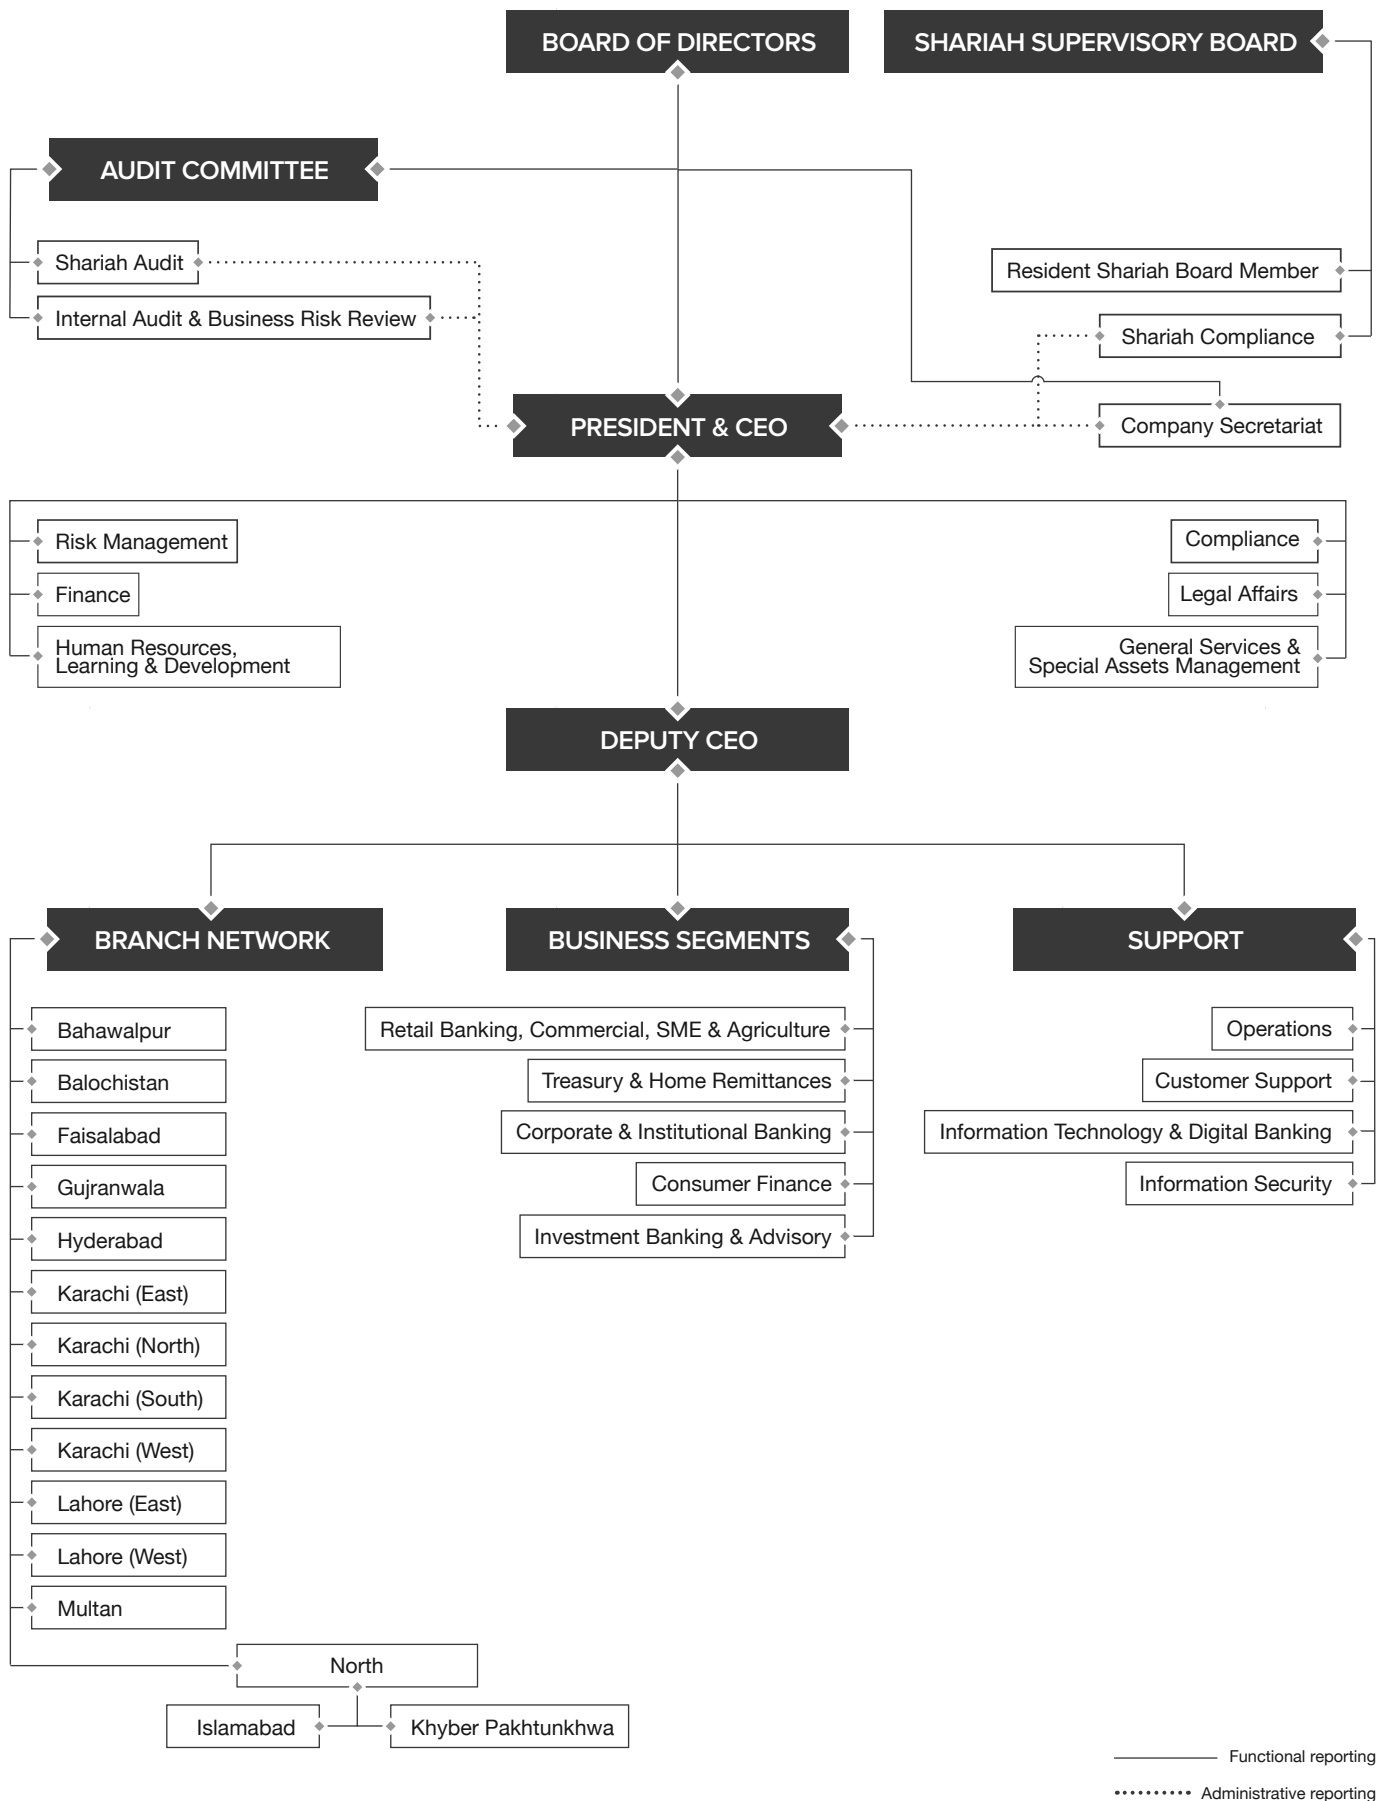 BOARD OF DIRECTORS
SHARIAH SUPERVISORY BOARD
AUDIT COMMITTEE
Shariah Audit
Internal Audit & Business Risk Review
Resident Shariah Board Member
Shariah Compliance
Company Secretariat
PRESIDENT & CEO
Risk Management
Finance
Human Resources,
Learning & Development
Compliance
Legal Affairs
General Services &
Special Assets Management
DEPUTY CEO
BRANCH NETWORK
Bahawalpur
Balochistan
Faisalabad
Gujranwala
Hyderabad
Karachi (East)
Karachi (North)
Karachi (South)
Karachi (West)
Lahore (East)
Lahore (West)
Multan
North
Islamabad
Khyber Pakhtunkhwa
BUSINESS SEGMENTS
Retail Banking, Commercial, SME & Agriculture
Treasury & Home Remittances
Corporate & Institutional Banking
Consumer Finance
Investment Banking & Advisory
SUPPORT
Operations
Customer Support
Information Technology & Digital Banking
Information Security
Functional reporting
Administrative reporting